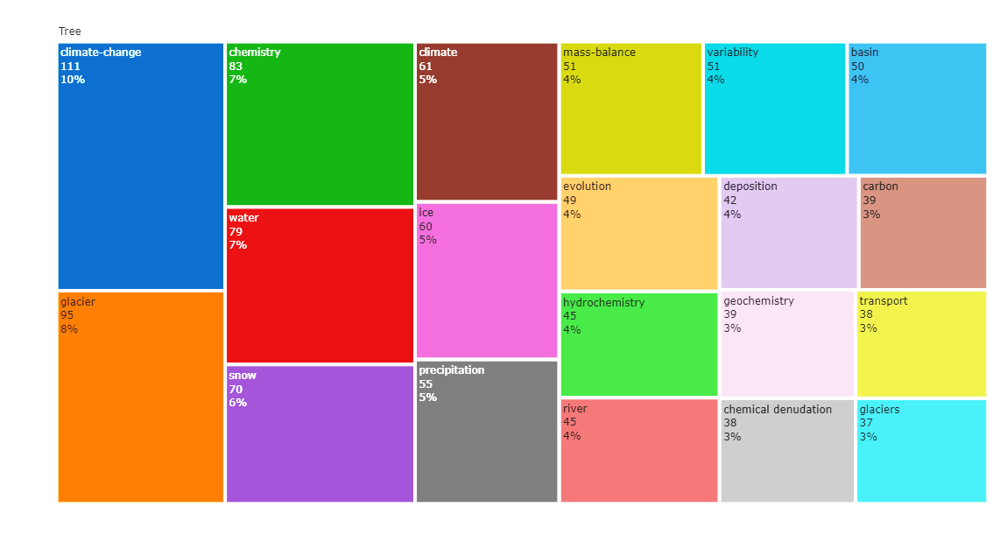 Tree
climate-change
111
10%
glacier
95
8%
chemistry
83
7%
water
79
7%
snow
70
6%
climate
61
5%
ice
60
5%
precipitation
55
5%
mass-balance
51
4%
variability
51
4%
basin
50
4%
evolution
49
4%
deposition
42
4%
carbon
39
3%
hydrochemistry
45
4%
river
45
4%
geochemistry
39
3%
transport
38
3%
chemical denudation
38
3%
glaciers
37
3%